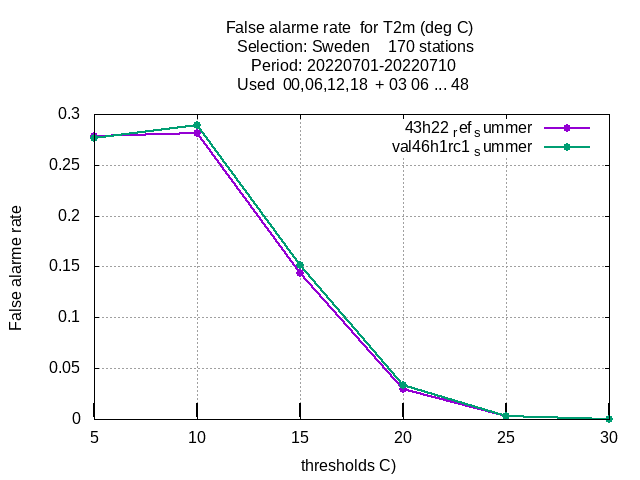 False alarme rate  for T2m (deg C)
Selection: Sweden    170 stations
Period: 20220701-20220710
Used  00,06,12,18  + 03 06 ... 48
43h22 refsummer
val46h1rc1 summer
0.3
0.25
0.2
0.15
0.1
0.05
0
False alarme rate
5 10 15 20 25 30
thresholds C)